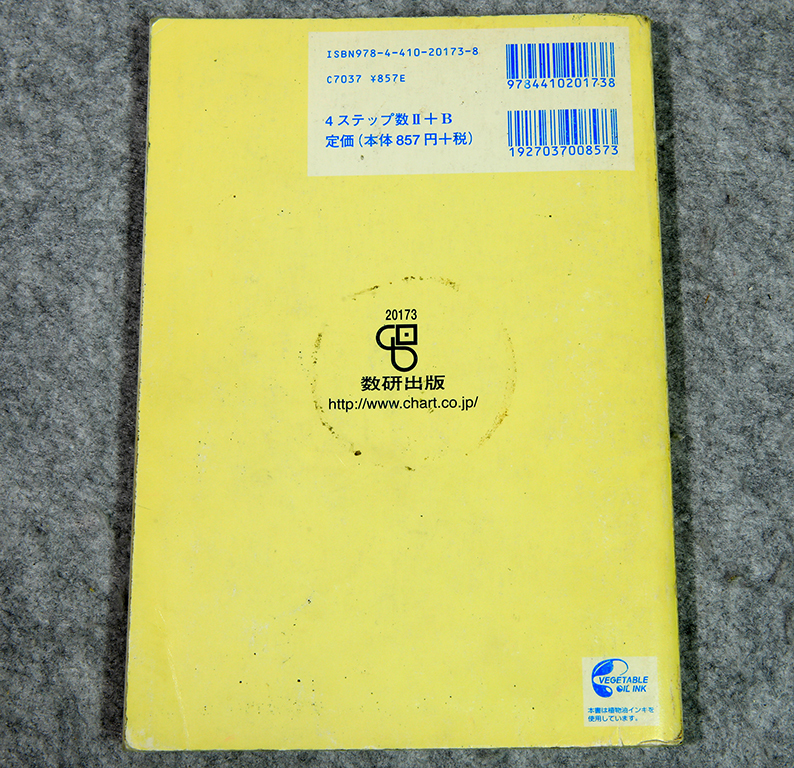 ISBN978-4-410-20173-8
C7037 ¥857E
9784410201738
4ステップ数Ⅱ+B
定価(本体857円+税)
1927037008573
20173
数研出版
http://www.chart.co.jp/
VEGETABLE
OIL INK
本書は植物油インキを
使用しています。